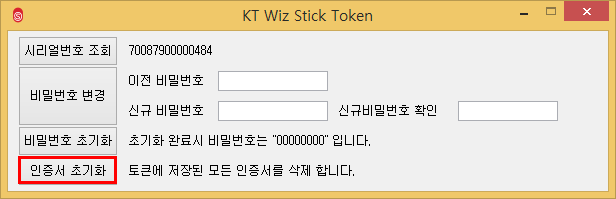 KT Wiz Stick Token
시리얼번호 조회 70087900000484
비밀번호 변경
이전 비밀번호
신규 비밀번호 신규비밀번호 확인
비밀번호 초기화 초기화 완료시 비밀번호는 "00000000" 입니다.
인증서 초기화 토큰에 저장된 모든 인증서를 삭제 합니다.